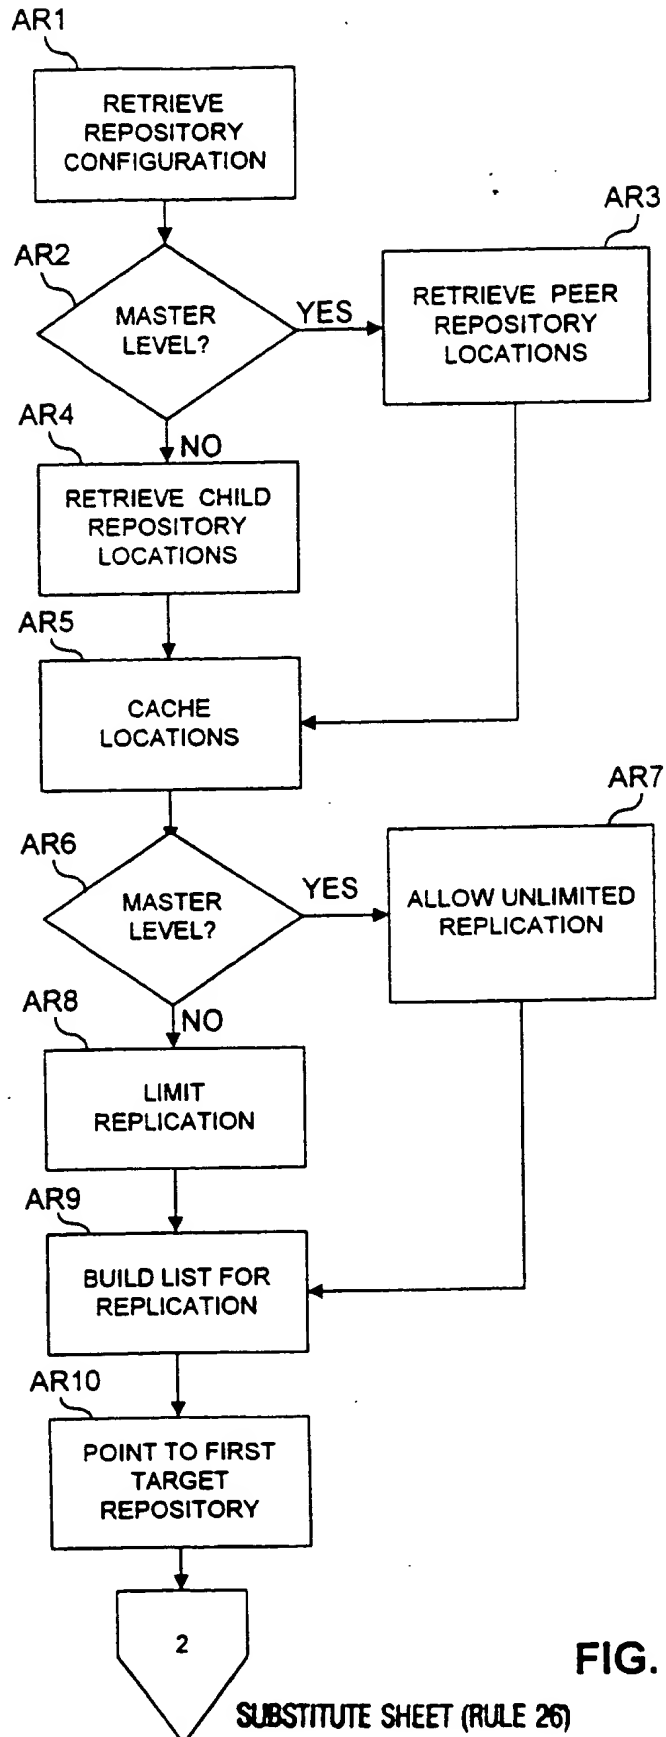 AR1
RETRIEVE
REPOSITORY
CONFIGURATION
AR2
MASTER
LEVEL?
YES
AR3
RETRIEVE PEER
REPOSITORY
LOCATIONS
NO
AR4
RETRIEVE CHILD
REPOSITORY
LOCATIONS
AR5
CACHE
LOCATIONS
AR6
MASTER
LEVEL?
YES
AR7
ALLOW UNLIMITED
REPLICATION
NO
AR8
LIMIT
REPLICATION
AR9
BUILD LIST FOR
REPLICATION
AR10
POINT TO FIRST
TARGET
REPOSITORY
2
FIG.
SUBSTITUTE SHEET (RULE 26)